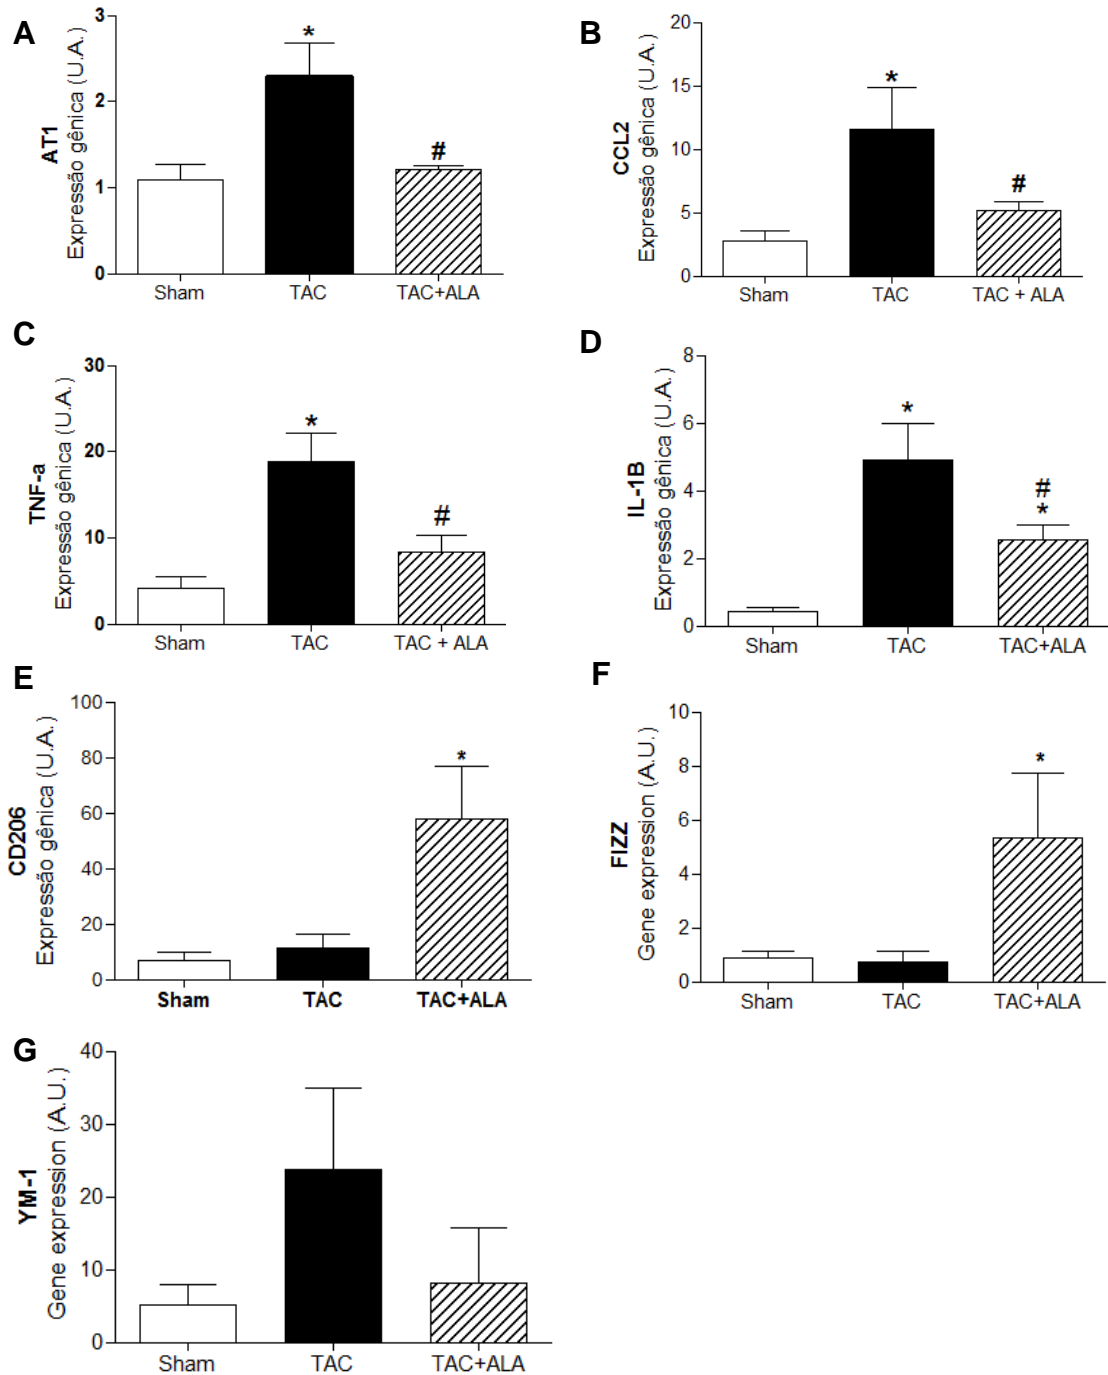 A
AT1
Expressão gênica (U.A.)
3
2
1
0
*
#
Sham TAC TAC+ALA
B
CCL2
Expressão gênica (U.A.)
20
15
10
5
0
*
#
Sham TAC TAC + ALA
C
TNF-a
Expressão gênica (U.A.)
30
20
10
0
*
#
Sham TAC TAC + ALA
D
IL-1B
Expressão gênica (U.A.)
8
6
4
2
0
*
#
*
Sham TAC TAC+ALA
E
CD206
Expressão gênica (U.A.)
100
80
60
40
20
0
*
Sham TAC TAC+ALA
F
FIZZ
Gene expression (A.U.)
10
8
6
4
2
0
*
Sham TAC TAC+ALA
G
YM-1
Gene expression (A.U.)
40
30
20
10
0
Sham TAC TAC+ALA